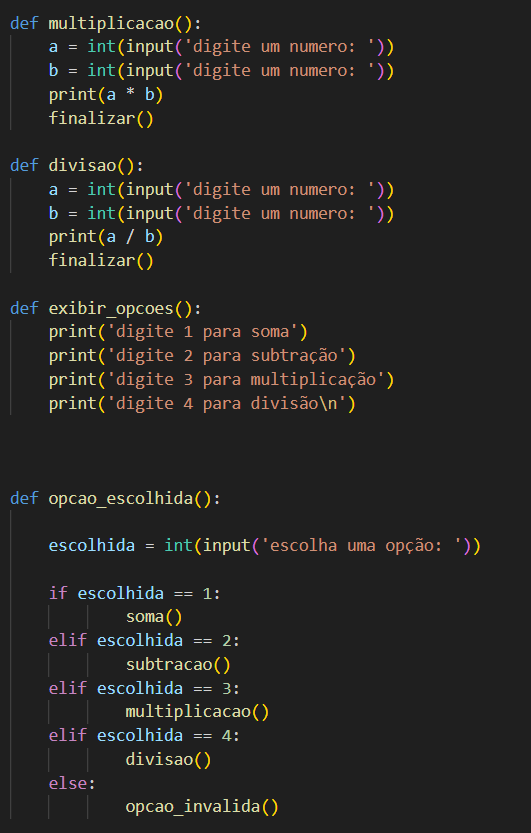 def multiplicacao():
    a = int(input('digite um numero: '))
    b = int(input('digite um numero: '))
    print(a * b)
    finalizar()

def divisao():
    a = int(input('digite um numero: '))
    b = int(input('digite um numero: '))
    print(a / b)
    finalizar()

def exibir_opcoes():
    print('digite 1 para soma')
    print('digite 2 para subtração')
    print('digite 3 para multiplicação')
    print('digite 4 para divisão\n')

def opcao_escolhida():

    escolhida = int(input('escolha uma opção: '))

    if escolhida == 1:
            soma()
    elif escolhida == 2:
            subtracao()
    elif escolhida == 3:
            multiplicacao()
    elif escolhida == 4:
            divisao()
    else:
            opcao_invalida()